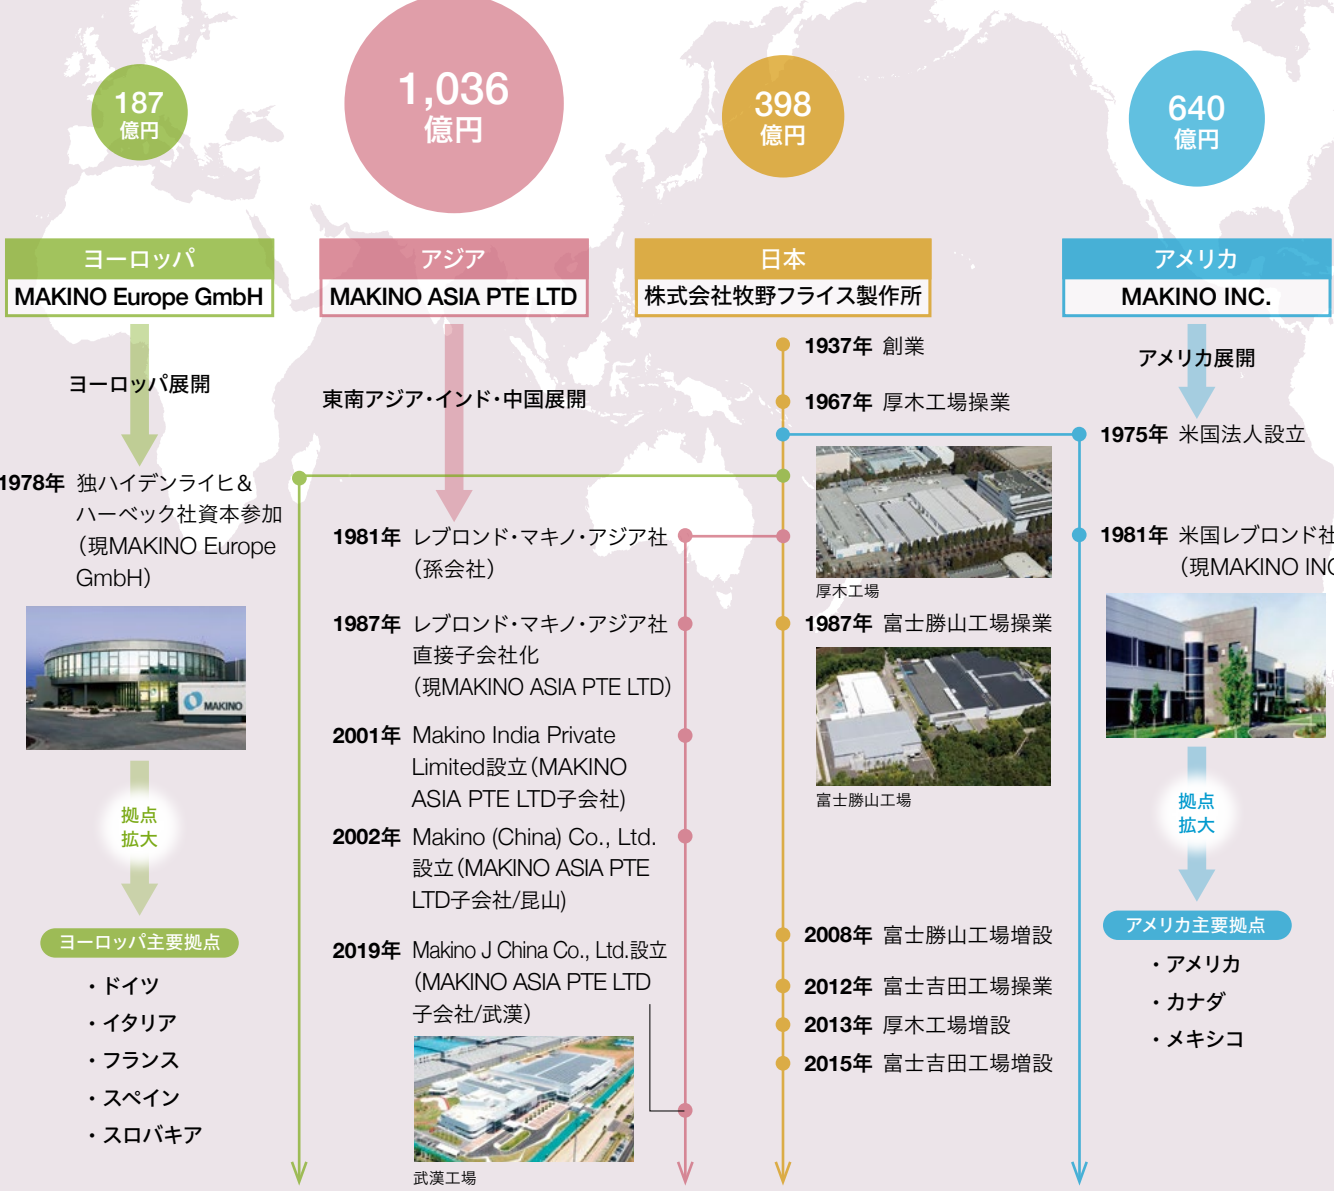 187
億円
1,036
億円
398
億円
640
億円
ヨーロッパ
MAKINO Europe GmbH
ヨーロッパ展開
1978年 独ハイデンライヒ&
ハーベック社資本参加
（現MAKINO Europe
GmbH）
MAKINO
拠点
拡大
ヨーロッパ主要拠点
・ドイツ
・イタリア
・フランス
・スペイン
・スロバキア
アジア
MAKINO ASIA PTE LTD
東南アジア・インド・中国展開
1981年 レブロンド・マキノ・アジア社
（孫会社）
1987年 レブロンド・マキノ・アジア社
直接子会社化
（現MAKINO ASIA PTE LTD）
2001年 Makino India Private
Limited設立（MAKINO
ASIA PTE LTD子会社)
2002年 Makino (China) Co., Ltd.
設立（MAKINO ASIA PTE
LTD子会社/昆山)
2019年 Makino J China Co., Ltd.設立
（MAKINO ASIA PTE LTD
子会社/武漢）
武漢工場
日本
株式会社牧野フライス製作所
1937年 創業
1967年 厚木工場操業
厚木工場
1987年 富士勝山工場操業
富士勝山工場
2008年 富士勝山工場増設
2012年 富士吉田工場操業
2013年 厚木工場増設
2015年 富士吉田工場増設
アメリカ
MAKINO INC.
アメリカ展開
1975年 米国法人設立
1981年 米国レブロンド社
（現MAKINO INC
拠点
拡大
アメリカ主要拠点
・アメリカ
・カナダ
・メキシコ